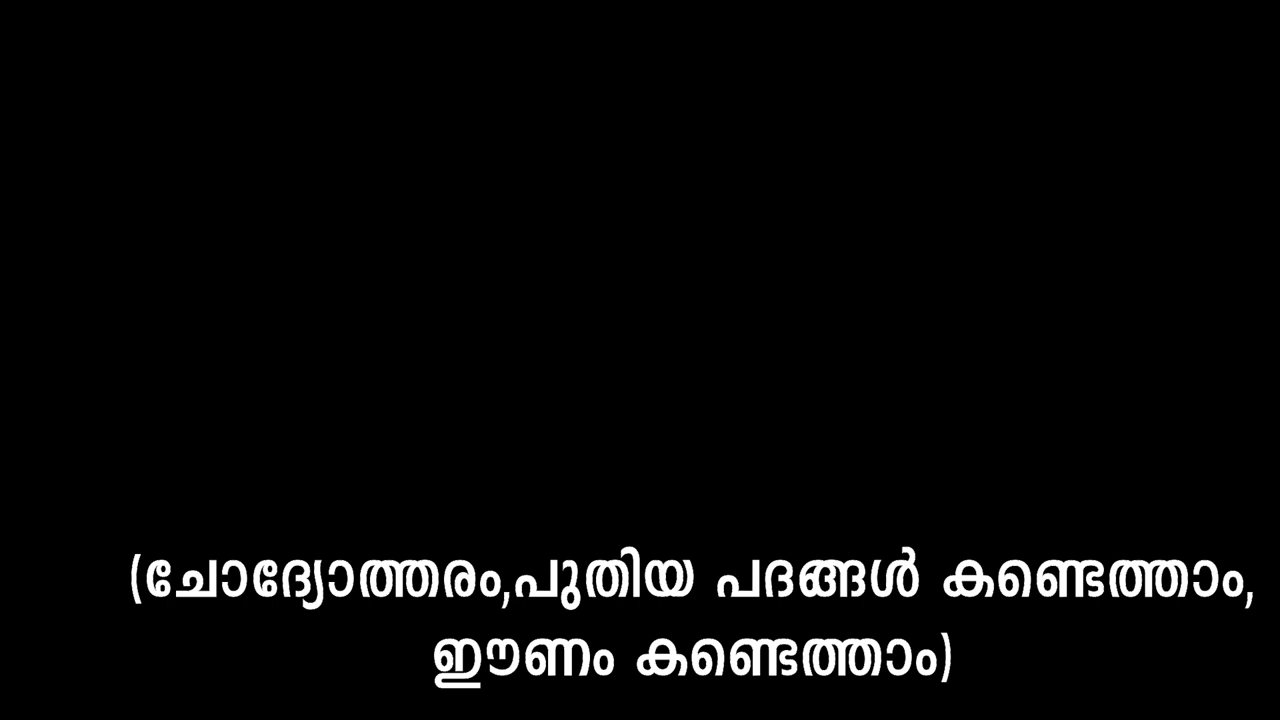 (ചോദ്യോത്തരം,പുതിയ പദങ്ങൾ കണ്ടെത്താം,
ഈണം കണ്ടെത്താം)